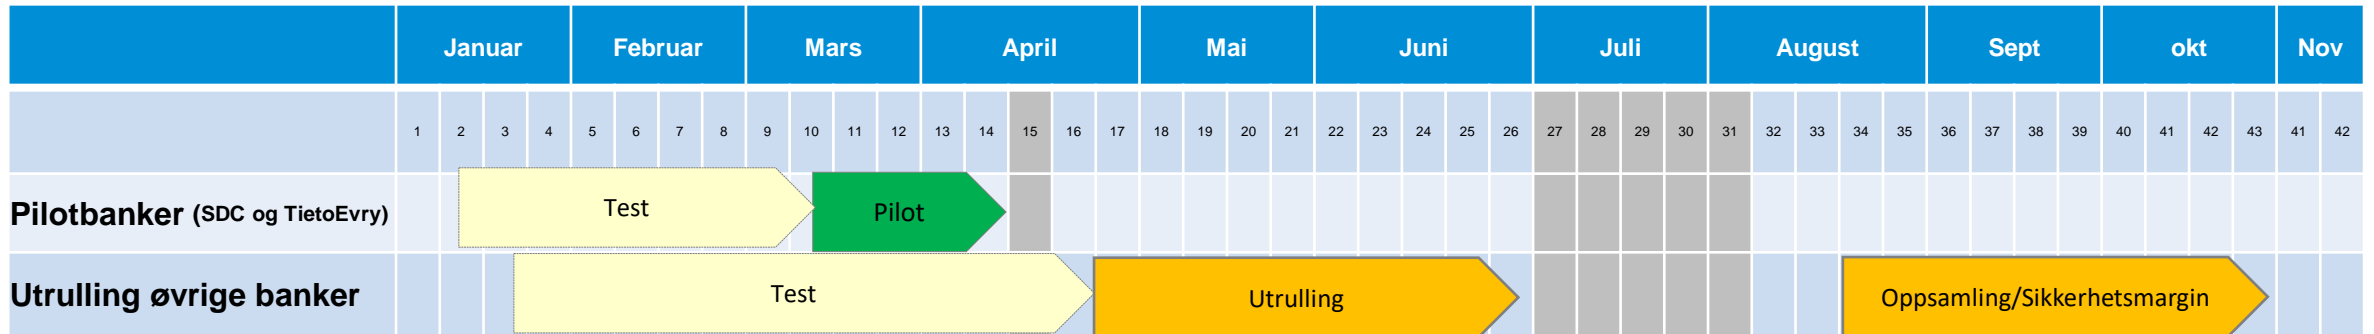 Januar Februar Mars April Mai Juni Juli August Sept okt Nov
1 2 3 4 5 6 7 8 9 10 11 12 13 14 15 16 17 18 19 20 21 22 23 24 25 26 27 28 29 30 31 32 33 34 35 36 37 38 39 40 41 42 43 41 42
Pilotbanker (SDC og TietoEvry) Test Pilot
Utrulling øvrige banker Test Utrulling Oppsamling/Sikkerhetsmargin